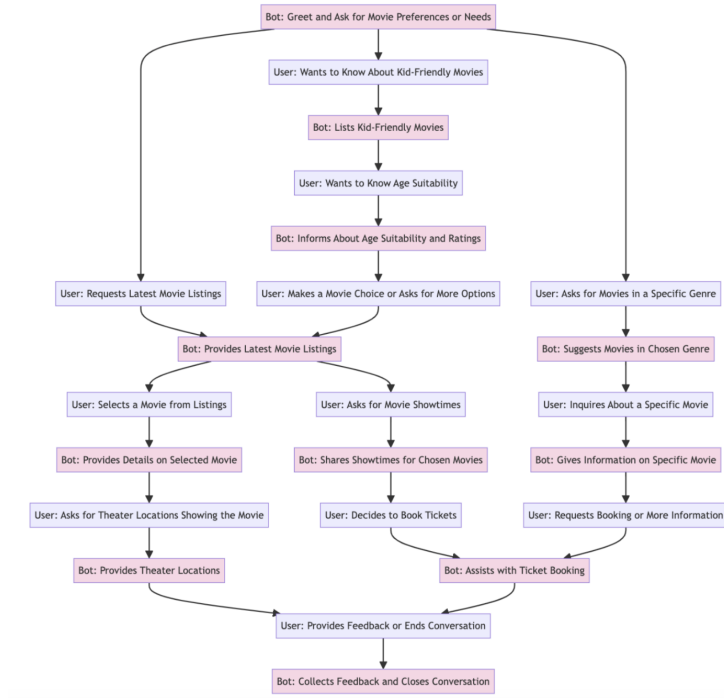 Bot: Greet and Ask for Movie Preferences or Needs
User: Wants to Know About Kid-Friendly Movies
Bot: Lists Kid-Friendly Movies
User: Wants to Know Age Suitability
Bot: Informs About Age Suitability and Ratings
User: Requests Latest Movie Listings
User: Makes a Movie Choice or Asks for More Options
User: Asks for Movies in a Specific Genre
Bot: Provides Latest Movie Listings
Bot: Suggests Movies in Chosen Genre
User: Selects a Movie from Listings
User: Asks for Movie Showtimes
User: Inquires About a Specific Movie
Bot: Provides Details on Selected Movie
Bot: Shares Showtimes for Chosen Movies
Bot: Gives Information on Specific Movie
User: Asks for Theater Locations Showing the Movie
User: Decides to Book Tickets
User: Requests Booking or More Information
Bot: Provides Theater Locations
Bot: Assists with Ticket Booking
User: Provides Feedback or Ends Conversation
Bot: Collects Feedback and Closes Conversation